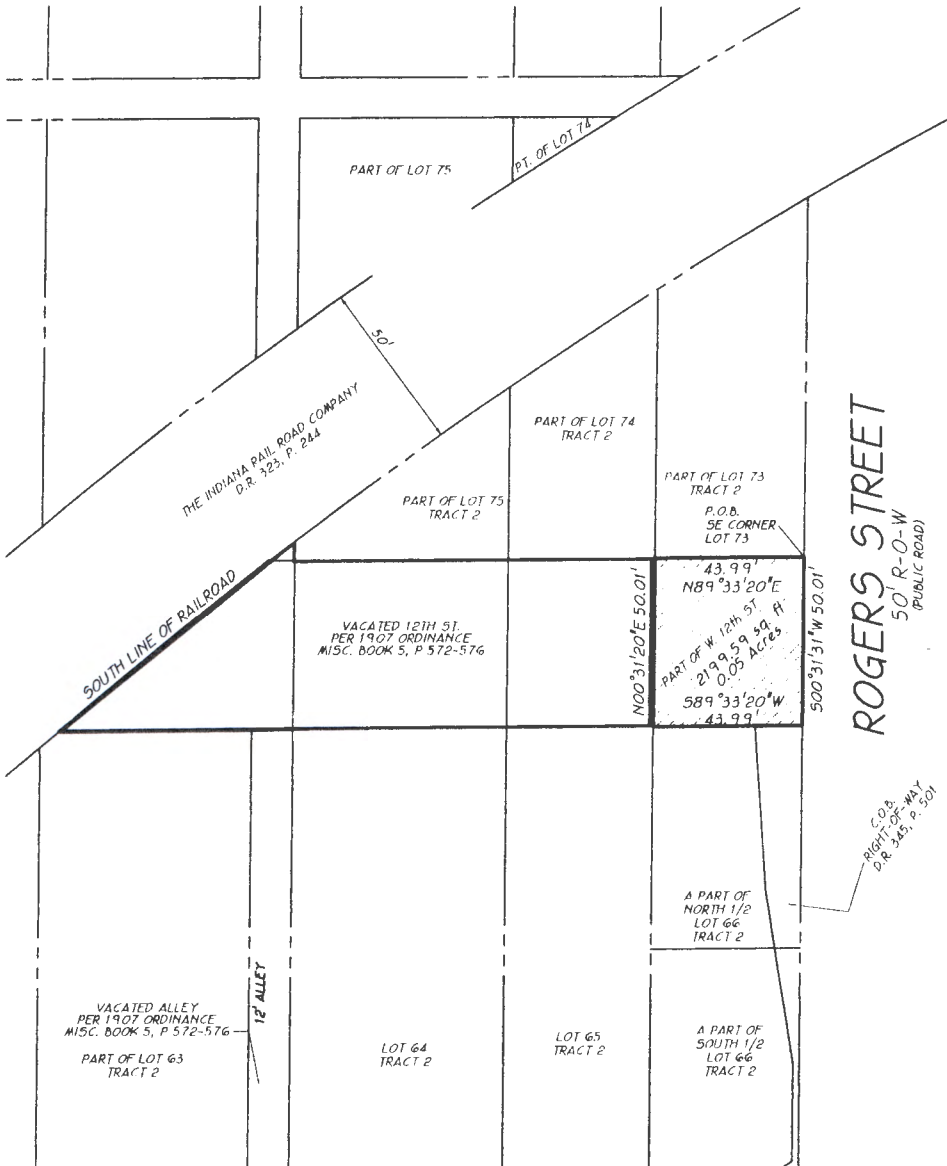 PART OF LOT 75
PT. OF LOT 74
50'
THE INDIANA RAIL ROAD COMPANY
D.R. 323, P. 244
PART OF LOT 74
TRACT 2
PART OF LOT 75
TRACT 2
PART OF LOT 73
TRACT 2
P.O.B.
SE CORNER
LOT 73
ROGERS STREET
50' R-O-W
(PUBLIC ROAD)
SOUTH LINE OF RAILROAD
VACATED 12TH ST.
PER 1907 ORDINANCE
MISC. BOOK 5, P 572-576
N00°31'20"E 50.01'
43.99'
N89°33'20"E
PART OF W. 12th ST.
2199.59 sq. ft
0.05 Acres
S89°33'20"W
43.99'
S00°31'31"W 50.01'
C.O.B.
RIGHT-OF-WAY
D.R. 345, P. 501
A PART OF
NORTH 1/2
LOT 66
TRACT 2
VACATED ALLEY
PER 1907 ORDINANCE
MISC. BOOK 5, P 572-576
PART OF LOT 63
TRACT 2
12' ALLEY
LOT 64
TRACT 2
LOT 65
TRACT 2
A PART OF
SOUTH 1/2
LOT 66
TRACT 2